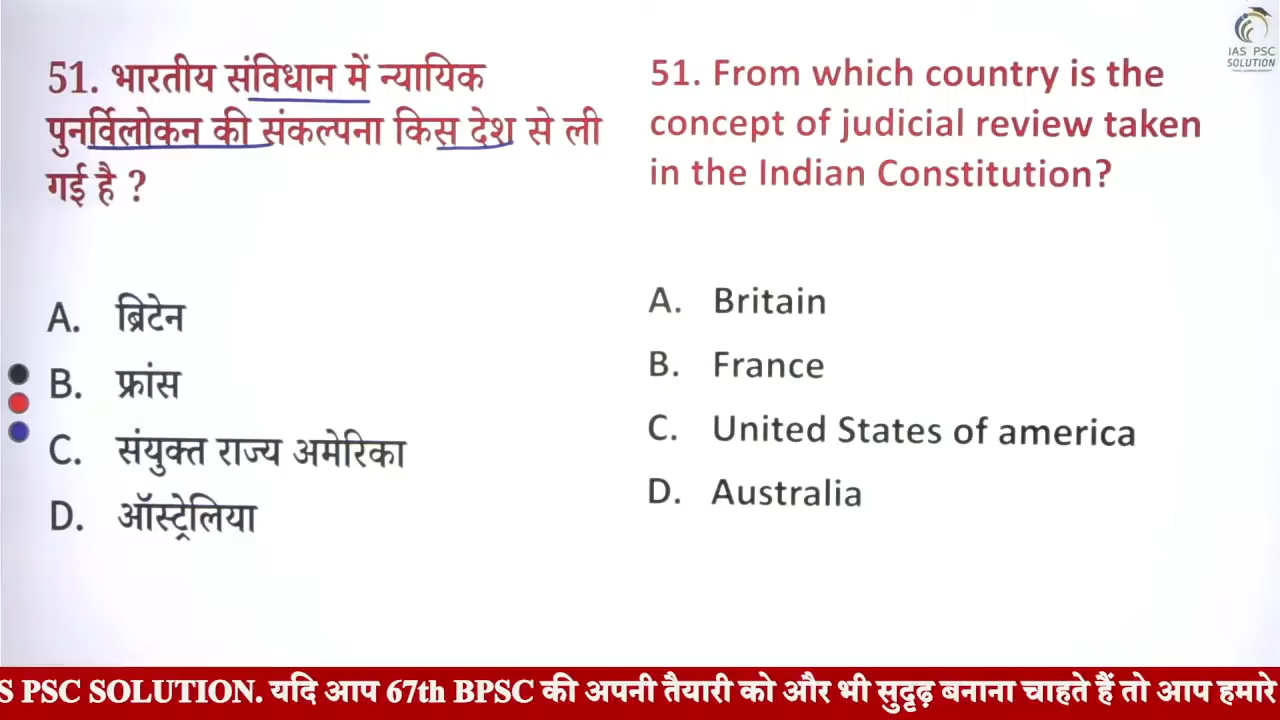 51. भारतीय संविधान में न्यायिक
पुनर्विलोकन की संकल्पना किस देश से ली
गई है ?
A. ब्रिटेन
B. फ्रांस
C. संयुक्त राज्य अमेरिका
D. ऑस्ट्रेलिया
51. From which country is the
concept of judicial review taken
in the Indian Constitution?
A. Britain
B. France
C. United States of america
D. Australia
IAS PSC
SOLUTION
S PSC SOLUTION. यदि आप 67th BPSC की अपनी तैयारी को और भी सुदृढ़ बनाना चाहते हैं तो आप हमारे